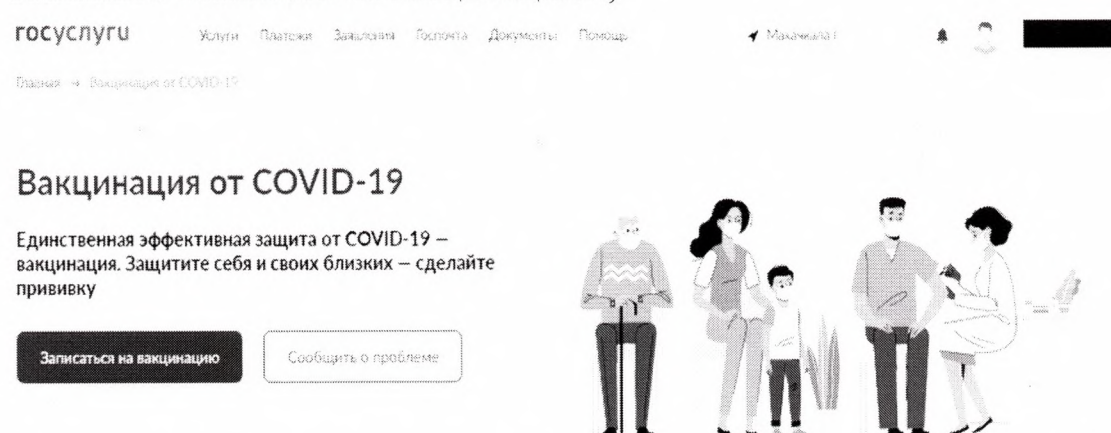 госуслуги Услуги Платежи Заявления Госпочта Документы Помощь Махачкала г
Главная → Вакцинация от COVID-19
Вакцинация от COVID-19
Единственная эффективная защита от COVID-19 –
вакцинация. Защитите себя и своих близких – сделайте
прививку
Записаться на вакцинацию Сообщить о проблеме